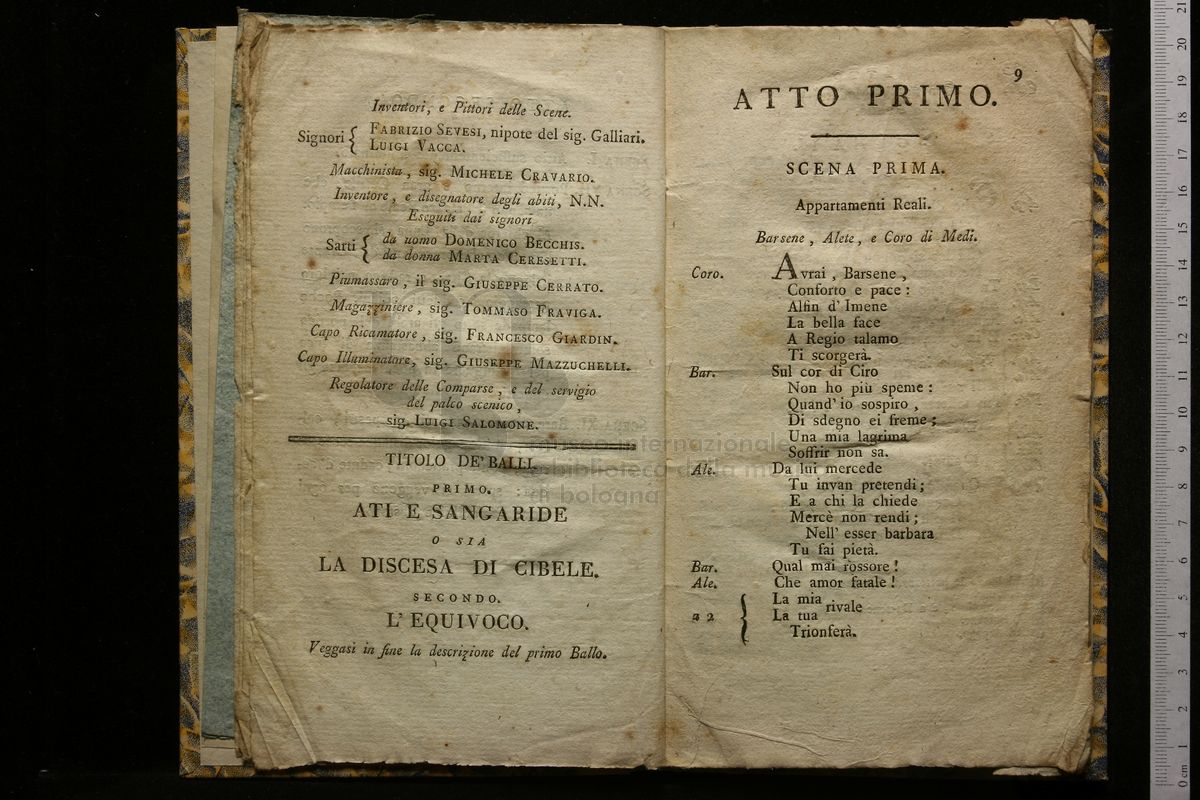 Inventori, e Pittori delle Scene.
Signori { FABRIZIO SEVESI, nipote del sig. Galliari.
LUIGI VACCA.
Macchinista, sig. MICHELE CRAVARIO.
Inventore, e disegnatore degli abiti, N.N.
Eseguiti dai signori
Sarti { da uomo DOMENICO BECCHIS.
da donna MARTA CERESETTI.
Piumassaro, il sig. GIUSEPPE CERRATO.
Magazziniere, sig. TOMMASO FRAVIGA.
Capo Ricamatore, sig. FRANCESCO GIARDIN.
Capo Illuminatore, sig. GIUSEPPE MAZZUCHELLI.
Regolatore delle Comparse, e del servigio
del palco scenico,
sig. LUIGI SALOMONE.
TITOLO DE' BALLI.
PRIMO.
ATI E SANGARIDE
O SIA
LA DISCESA DI CIBELE.
SECONDO.
L'EQUIVOCO.
Veggasi in fine la descrizione del primo Ballo.
9
ATTO PRIMO.
SCENA PRIMA.
Appartamenti Reali.
Barsene, Alete, e Coro di Medi.
Coro. Avrai, Barsene,
Conforto e pace:
Alfin d' Imene
La bella face
A Regio talamo
Ti scorgerà.
Bar. Sul cor di Ciro
Non ho più speme:
Quand' io sospiro,
Di sdegno ei freme;
Una mia lagrima
Soffrir non sa.
Ale. Da lui mercede
Tu invan pretendi;
E a chi la chiede
Mercè non rendi;
Nell' esser barbara
Tu fai pietà.
Bar. Qual mai rossore!
Ale. Che amor fatale!
a 2 { La mia rivale
La tua
Trionferà.
museo internazionale
e biblioteca della musica
di bologna